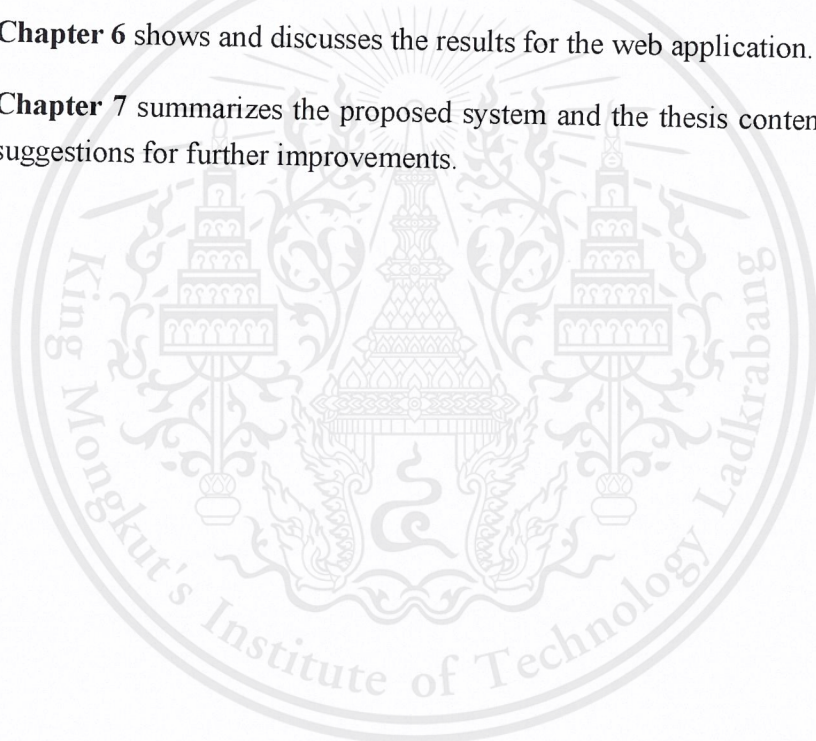 Chapter 6 shows and discusses the results for the web application.
Chapter 7 summarizes the proposed system and the thesis conten
suggestions for further improvements.
King Mongkut's Institute of Technology Ladkrabang